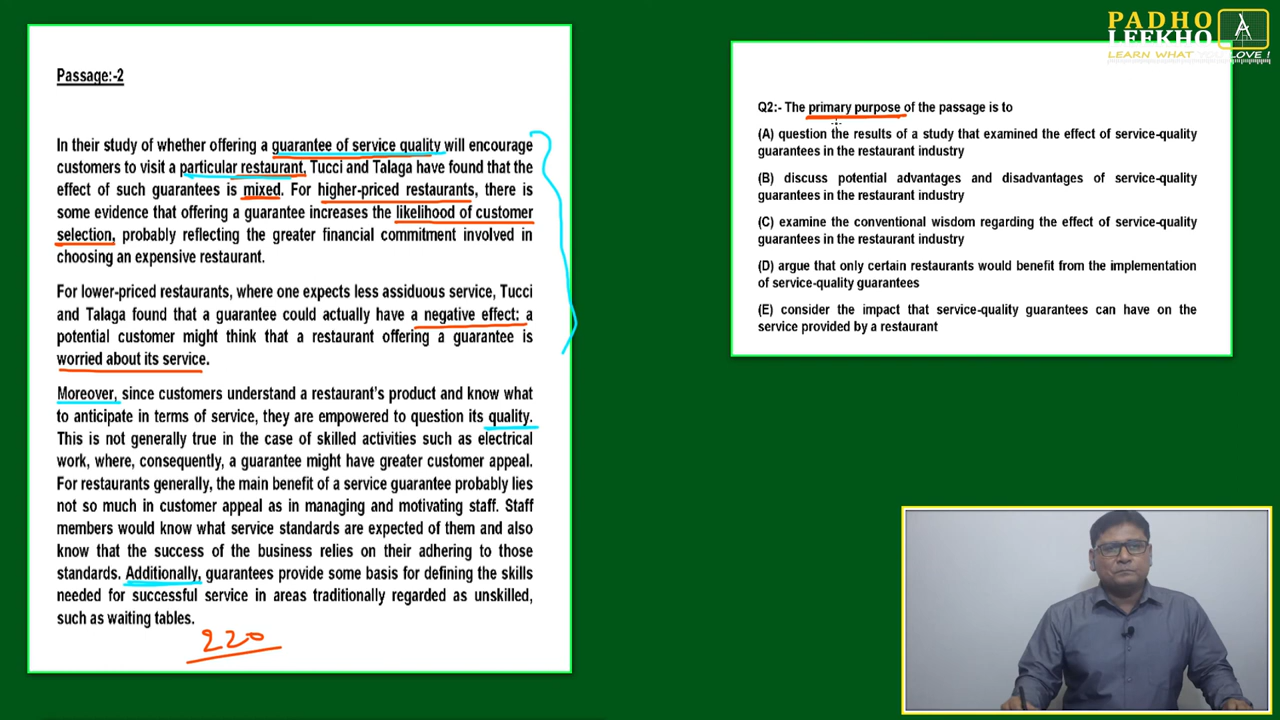 PADHO
LEEKHO
LEARN WHAT YOU LOVE !
Passage:-2
In their study of whether offering a guarantee of service quality will encourage
customers to visit a particular restaurant, Tucci and Talaga have found that the
effect of such guarantees is mixed. For higher-priced restaurants, there is
some evidence that offering a guarantee increases the likelihood of customer
selection, probably reflecting the greater financial commitment involved in
choosing an expensive restaurant.
For lower-priced restaurants, where one expects less assiduous service, Tucci
and Talaga found that a guarantee could actually have a negative effect: a
potential customer might think that a restaurant offering a guarantee is
worried about its service.
Moreover, since customers understand a restaurant's product and know what
to anticipate in terms of service, they are empowered to question its quality.
This is not generally true in the case of skilled activities such as electrical
work, where, consequently, a guarantee might have greater customer appeal.
For restaurants generally, the main benefit of a service guarantee probably lies
not so much in customer appeal as in managing and motivating staff. Staff
members would know what service standards are expected of them and also
know that the success of the business relies on their adhering to those
standards. Additionally, guarantees provide some basis for defining the skills
needed for successful service in areas traditionally regarded as unskilled,
such as waiting tables.
220
Q2:- The primary purpose of the passage is to
(A) question the results of a study that examined the effect of service-quality
guarantees in the restaurant industry
(B) discuss potential advantages and disadvantages of service-quality
guarantees in the restaurant industry
(C) examine the conventional wisdom regarding the effect of service-quality
guarantees in the restaurant industry
(D) argue that only certain restaurants would benefit from the implementation
of service-quality guarantees
(E) consider the impact that service-quality guarantees can have on the
service provided by a restaurant